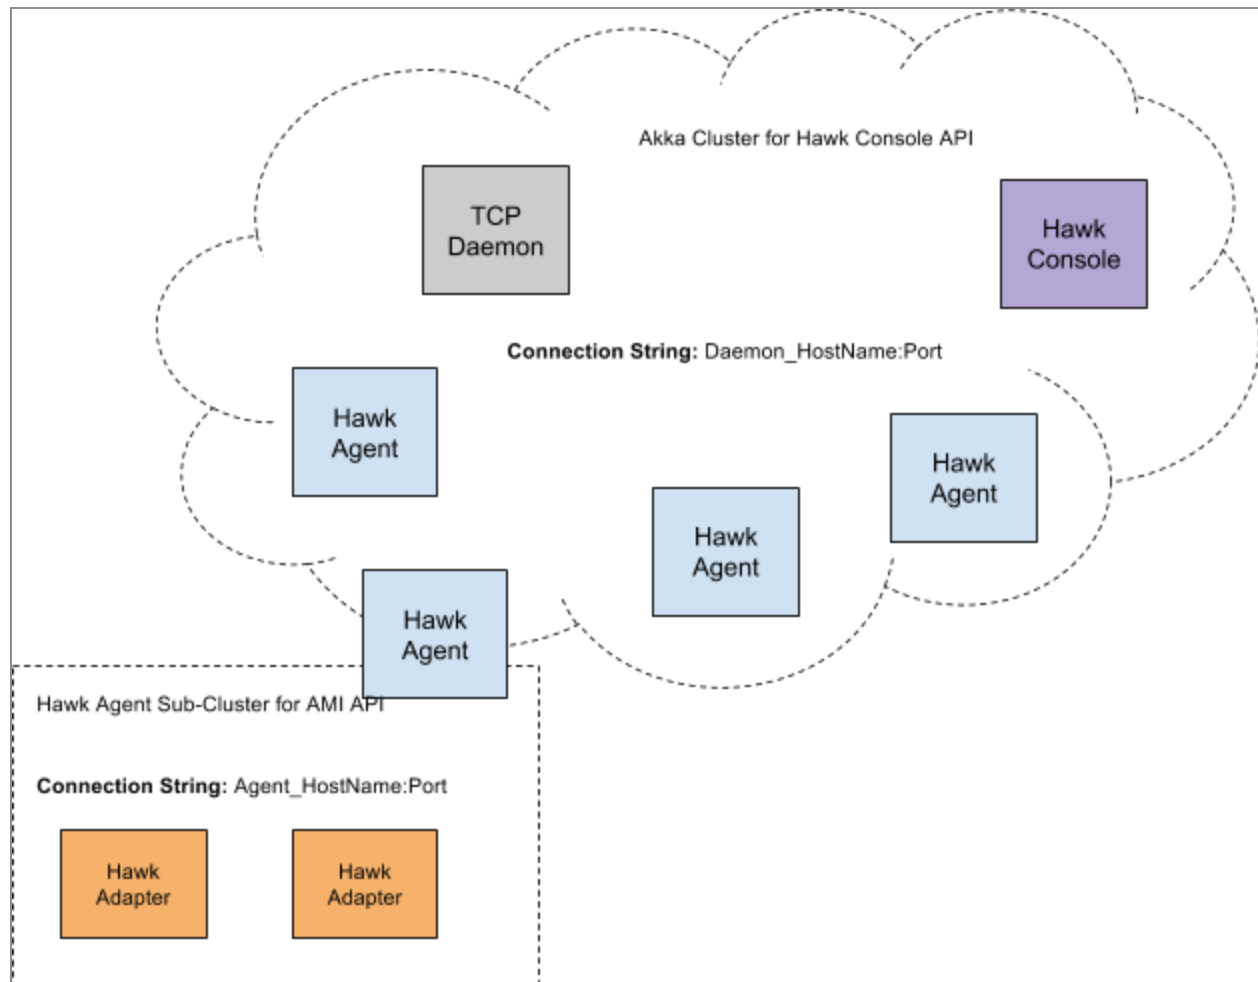 Akka Cluster for Hawk Console API
TCP
Daemon
Hawk
Console
Connection String: Daemon_HostName:Port
Hawk
Agent
Hawk
Agent
Hawk
Agent
Hawk
Agent
Hawk Agent Sub-Cluster for AMI API
Connection String: Agent_HostName:Port
Hawk
Adapter
Hawk
Adapter